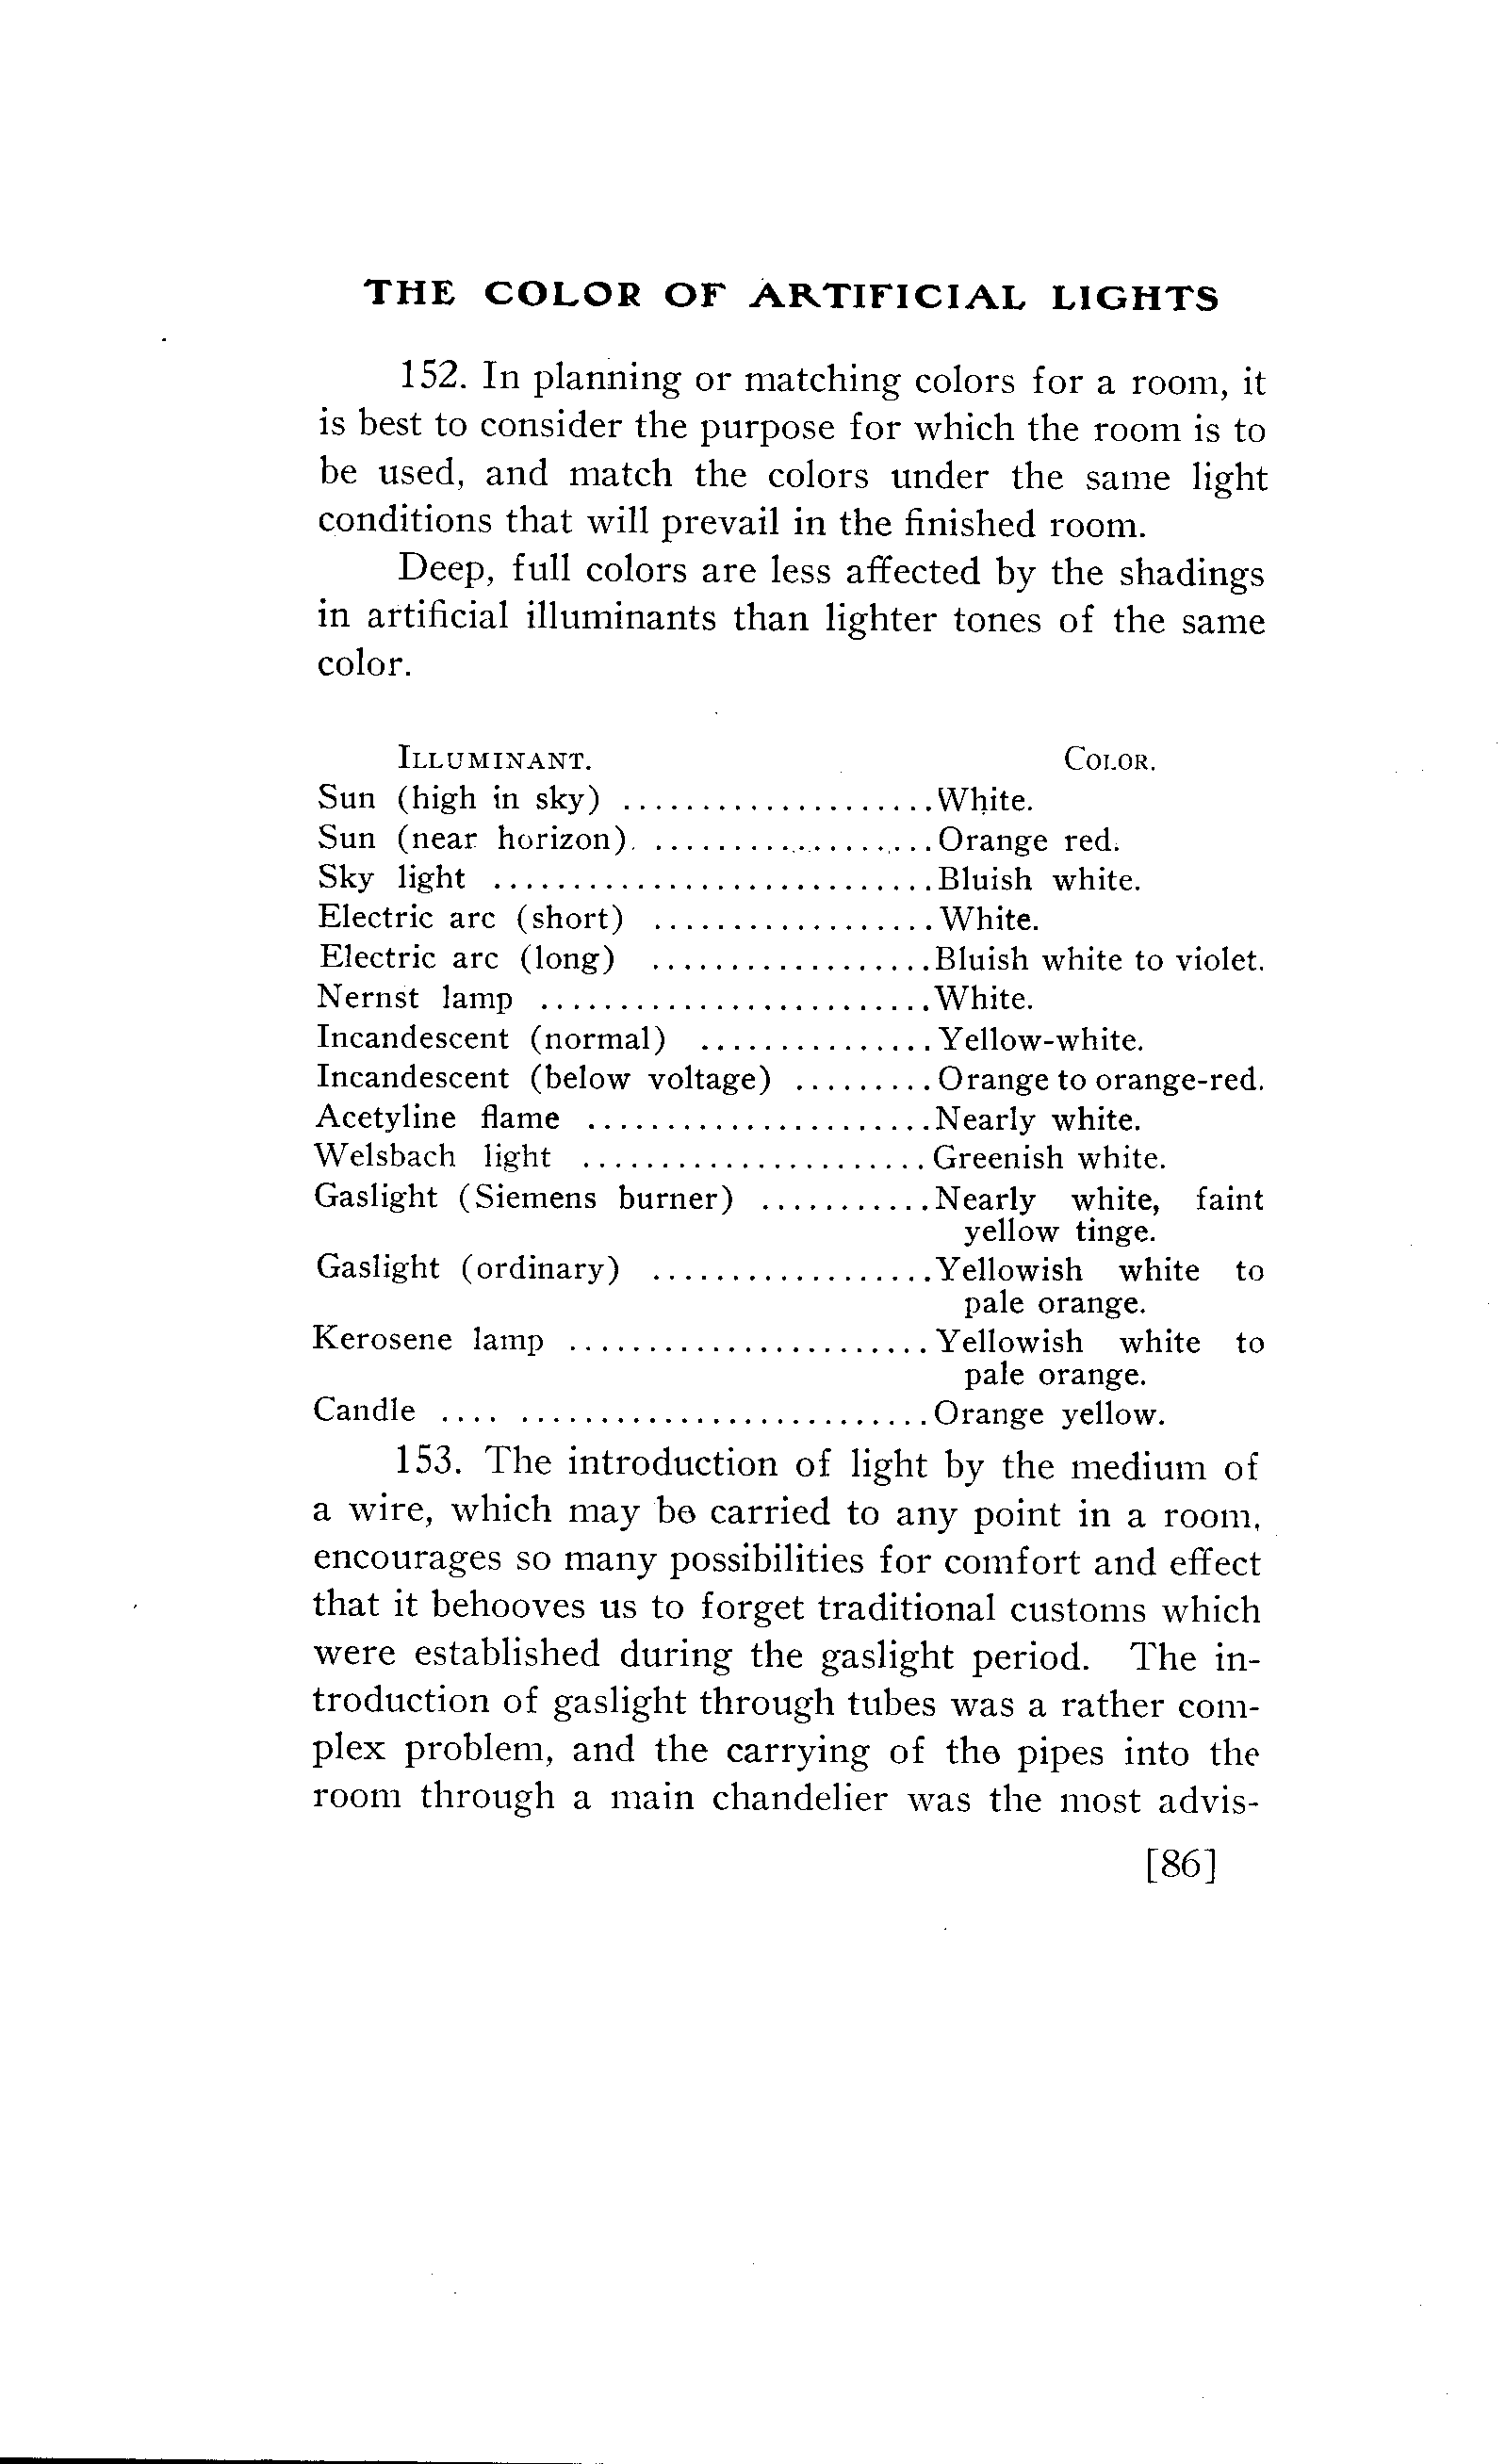 THE COLOR OF ARTIFICIAL LIGHTS
152. In planning or matching colors for a room, it
is best to consider the purpose for which the room is to
be used, and match the colors under the same light
conditions that will prevail in the finished room.
Deep, full colors are less affected by the shadings
in artificial illuminants than lighter tones of the same
color.
ILLUMINANT. COLOR.
Sun (high in sky) ....................White.
Sun (near horizon). ..................Orange red.
Sky light ............................Bluish white.
Electric arc (short) ..................White.
Electric arc (long) ..................Bluish white to violet.
Nernst lamp .........................White.
Incandescent (normal) ...............Yellow-white.
Incandescent (below voltage) .........Orange to orange-red.
Acetyline flame ......................Nearly white.
Welsbach light ......................Greenish white.
Gaslight (Siemens burner) ...........Nearly white, faint
yellow tinge.
Gaslight (ordinary) ..................Yellowish white to
pale orange.
Kerosene lamp .......................Yellowish white to
pale orange.
Candle .... ..........................Orange yellow.
153. The introduction of light by the medium of
a wire, which may be carried to any point in a room,
encourages so many possibilities for comfort and effect
that it behooves us to forget traditional customs which
were established during the gaslight period. The in-
troduction of gaslight through tubes was a rather com-
plex problem, and the carrying of the pipes into the
room through a main chandelier was the most advis-
[86]